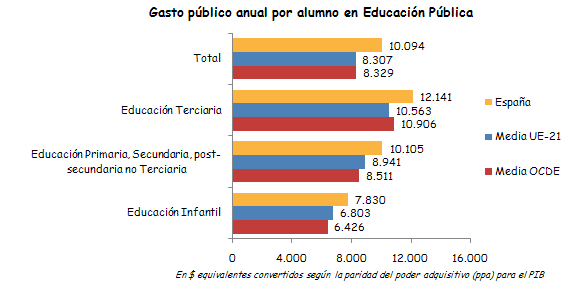 Gasto público anual por alumno en Educación Pública
Total
10.094
8.307
8.329
Educación Terciaria
12.141
10.563
10.906
Educación Primaria, Secundaria, post-
secundaria no Terciaria
10.105
8.941
8.511
Educación Infantil
7.830
6.803
6.426
España
Media UE-21
Media OCDE
0 4.000 8.000 12.000 16.000
En $ equivalentes convertidos según la paridad del poder adquisitivo (ppa) para el PIB